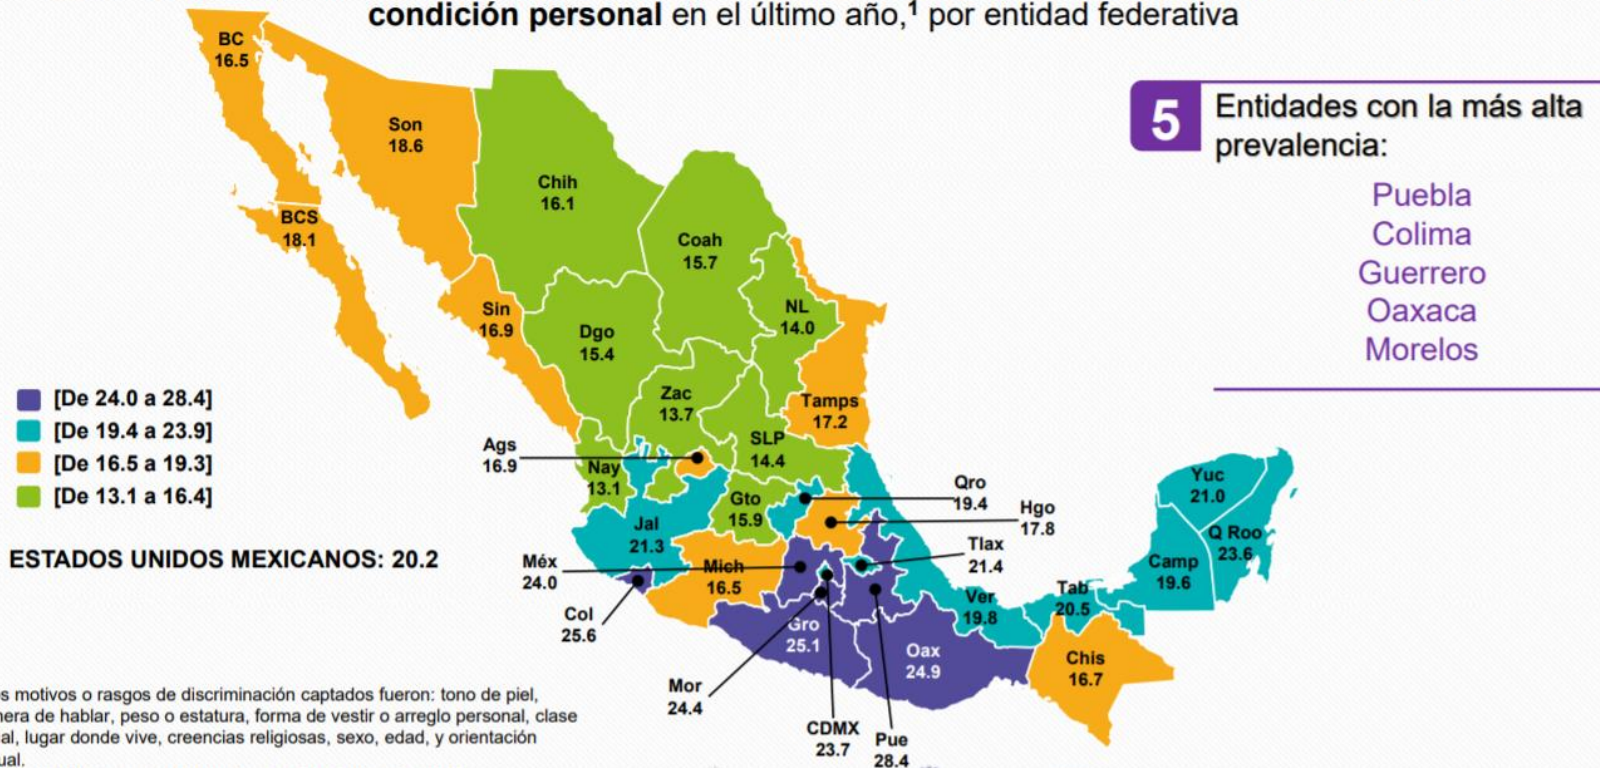 condición personal en el último año,¹ por entidad federativa
BC
16.5
Son
18.6
BCS
18.1
Chih
16.1
Coah
15.7
Sin
16.9
Dgo
15.4
NL
14.0
Zac
13.7
Tamps
17.2
SLP
14.4
Ags
16.9
Nay
13.1
Gto
15.9
Jal
21.3
Qro
19.4
Hgo
17.8
Tlax
21.4
Méx
24.0
Mich
16.5
Col
25.6
Gro
25.1
Oax
24.9
Mor
24.4
CDMX
23.7
Pue
28.4
Ver
19.8
Tab
20.5
Chis
16.7
Camp
19.6
Yuc
21.0
Q Roo
23.6
5
Entidades con la más alta
prevalencia:
Puebla
Colima
Guerrero
Oaxaca
Morelos
[De 24.0 a 28.4]
[De 19.4 a 23.9]
[De 16.5 a 19.3]
[De 13.1 a 16.4]
ESTADOS UNIDOS MEXICANOS: 20.2
motivos o rasgos de discriminación captados fueron: tono de piel,
de hablar, peso o estatura, forma de vestir o arreglo personal, clase
lugar donde vive, creencias religiosas, sexo, edad, y orientación